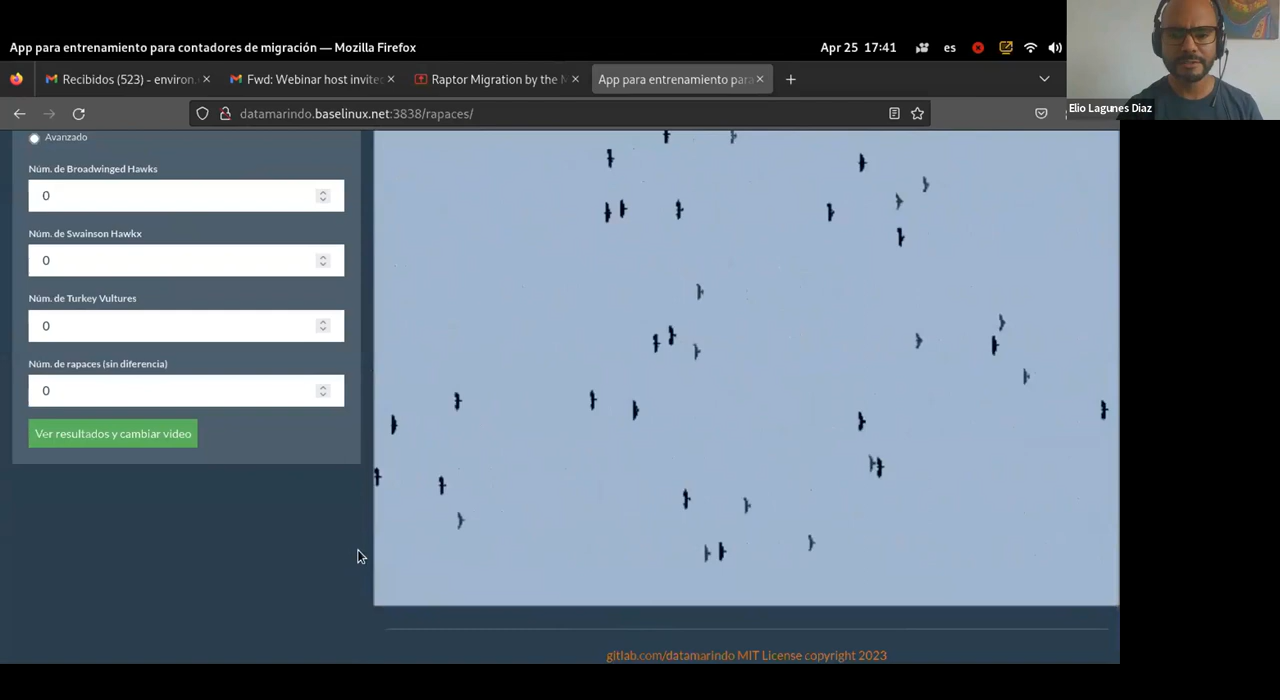 App para entrenamiento para contadores de migración — Mozilla Firefox
Apr 25 17:41
es
Recibidos (523) - environ.
Fwd: Webinar host invite
Raptor Migration by the
App para entrenamiento para
datamarindo.baselinux.net:3838/rapaces/
Elio Lagunes Diaz
Avanzado
Núm. de Broadwinged Hawks
0
Núm. de Swainson Hawkx
0
Núm. de Turkey Vultures
0
Núm. de rapaces (sin diferencia)
0
Ver resultados y cambiar video
gitlab.com/datamarindo MIT License copyright 2023